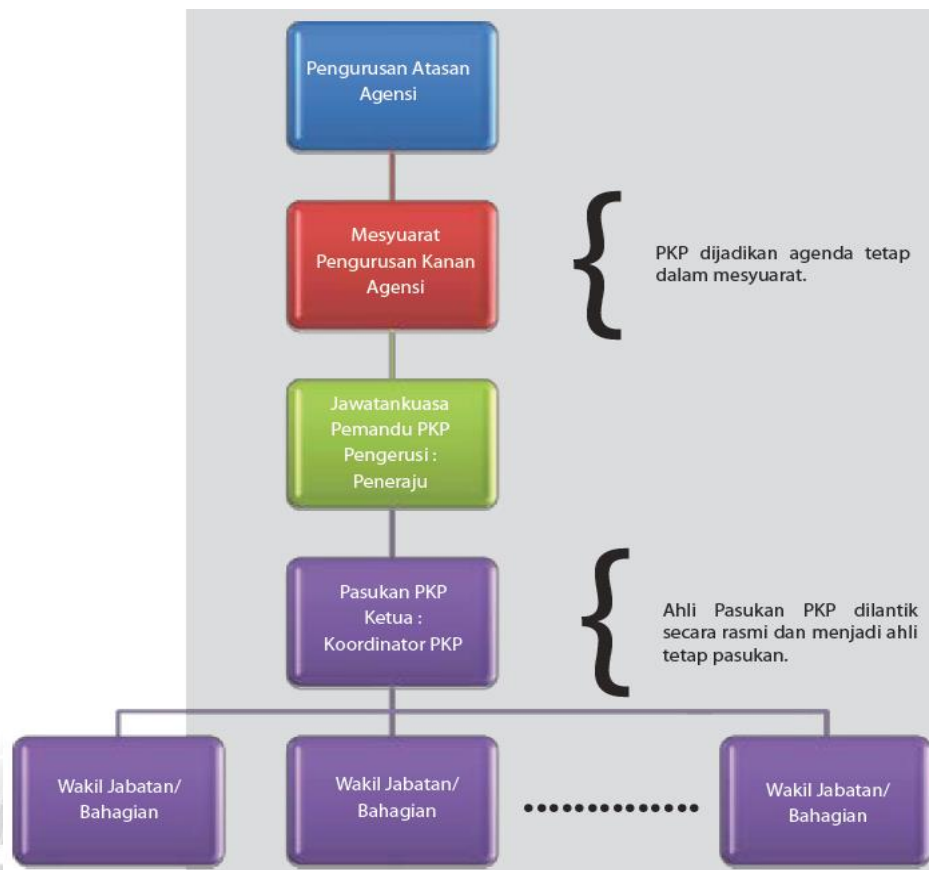 Pengurusan Atasan
Agensi
Mesyuarat
Pengurusan Kanan
Agensi
PKP dijadikan agenda tetap
dalam mesyuarat.
Jawatankuasa
Pemandu PKP
Pengerusi :
Peneraju
Pasukan PKP
Ketua :
Koordinator PKP
Ahli Pasukan PKP dilantik
secara rasmi dan menjadi ahli
tetap pasukan.
Wakil Jabatan/
Bahagian
Wakil Jabatan/
Bahagian
Wakil Jabatan/
Bahagian